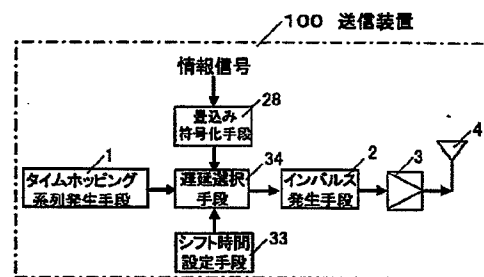 100 送信装置
情報信号
28
畳込み
符号化手段
1
タイムホッピング
系列発生手段
34
遅延選択
手段
2
インパルス
発生手段
3
4
シフト時間
設定手段
33